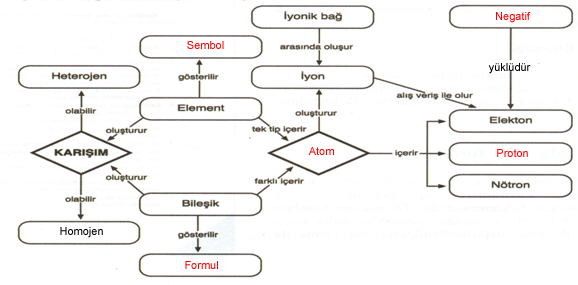 İyonik bağ
Negatif
Sembol
arasında oluşur
yüklüdür
Heterojen
gösterilir
İyon
alış veriş ile olur
olabilir
Element
oluşturur
Elekton
oluşturur
tek tip içerir
KARIŞIM
Atom
içerir
Proton
oluşturur
farklı içerir
Nötron
olabilir
Bileşik
Homojen
gösterilir
Formul